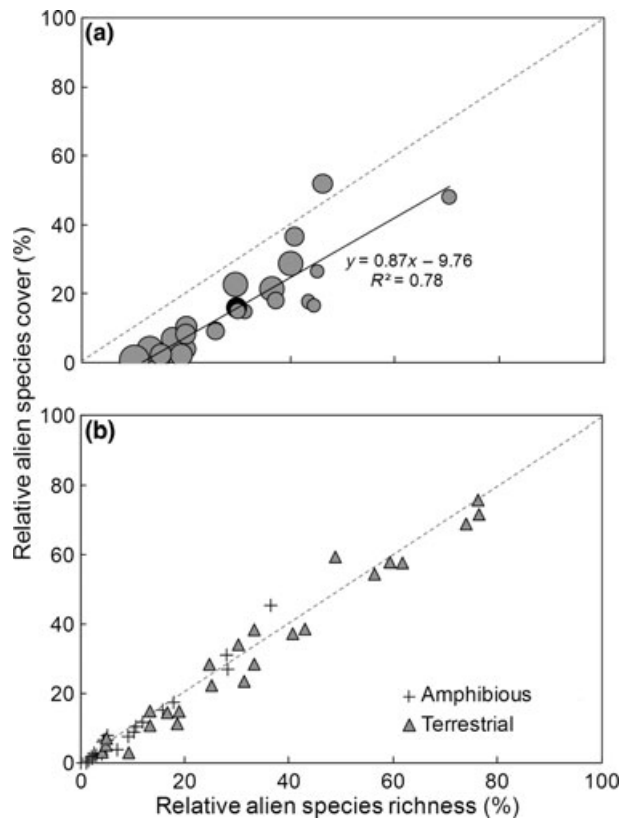 100
(a)
80
60
40
20
0
y = 0.87x – 9.76
R² = 0.78
Relative alien species cover (%)
100
(b)
80
60
40
20
0
Amphibious
Terrestrial
0 20 40 60 80 100
Relative alien species richness (%)